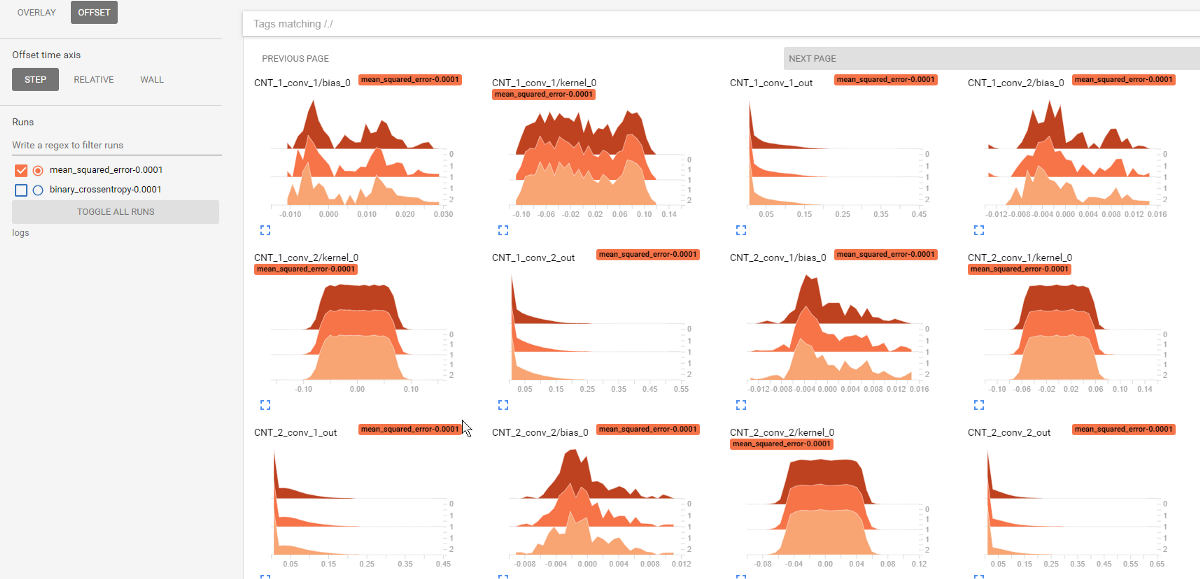 OVERLAY OFFSET
Offset time axis
STEP RELATIVE WALL
Runs
Write a regex to filter runs
mean_squared_error-0.0001
binary_crossentropy-0.0001
TOGGLE ALL RUNS
logs
Tags matching /./
PREVIOUS PAGE NEXT PAGE
CNT_1_conv_1/bias_0 mean_squared_error-0.0001
0
1
1
2
-0.010 0.000 0.010 0.020 0.030
CNT_1_conv_1/kernel_0
mean_squared_error-0.0001
0
1
1
2
-0.10 -0.06 -0.02 0.02 0.06 0.10 0.14
CNT_1_conv_1_out mean_squared_error-0.0001
0
1
1
2
0.05 0.15 0.25 0.35 0.45
CNT_1_conv_2/bias_0 mean_squared_error-0.0001
0
1
1
2
-0.012 -0.008 -0.004 0.000 0.004 0.008 0.012 0.016
CNT_1_conv_2/kernel_0
mean_squared_error-0.0001
0
1
1
2
-0.10 0.00 0.10
CNT_1_conv_2_out mean_squared_error-0.0001
0
1
1
2
0.05 0.15 0.25 0.35 0.45 0.55
CNT_2_conv_1/bias_0 mean_squared_error-0.0001
0
1
1
2
-0.012 -0.008 -0.004 0.000 0.004 0.008 0.012 0.016
CNT_2_conv_1/kernel_0
mean_squared_error-0.0001
0
1
1
2
-0.10 -0.06 -0.02 0.02 0.06 0.10 0.14
CNT_2_conv_1_out mean_squared_error-0.0001
0
1
1
2
0.05 0.15 0.25 0.35 0.45
CNT_2_conv_2/bias_0 mean_squared_error-0.0001
0
1
1
2
-0.008 -0.004 0.000 0.004 0.008 0.012
CNT_2_conv_2/kernel_0
mean_squared_error-0.0001
0
1
1
2
-0.08 -0.04 0.00 0.04 0.08 0.12
CNT_2_conv_2_out mean_squared_error-0.0001
0
1
1
2
0.05 0.15 0.25 0.35 0.45 0.55 0.65